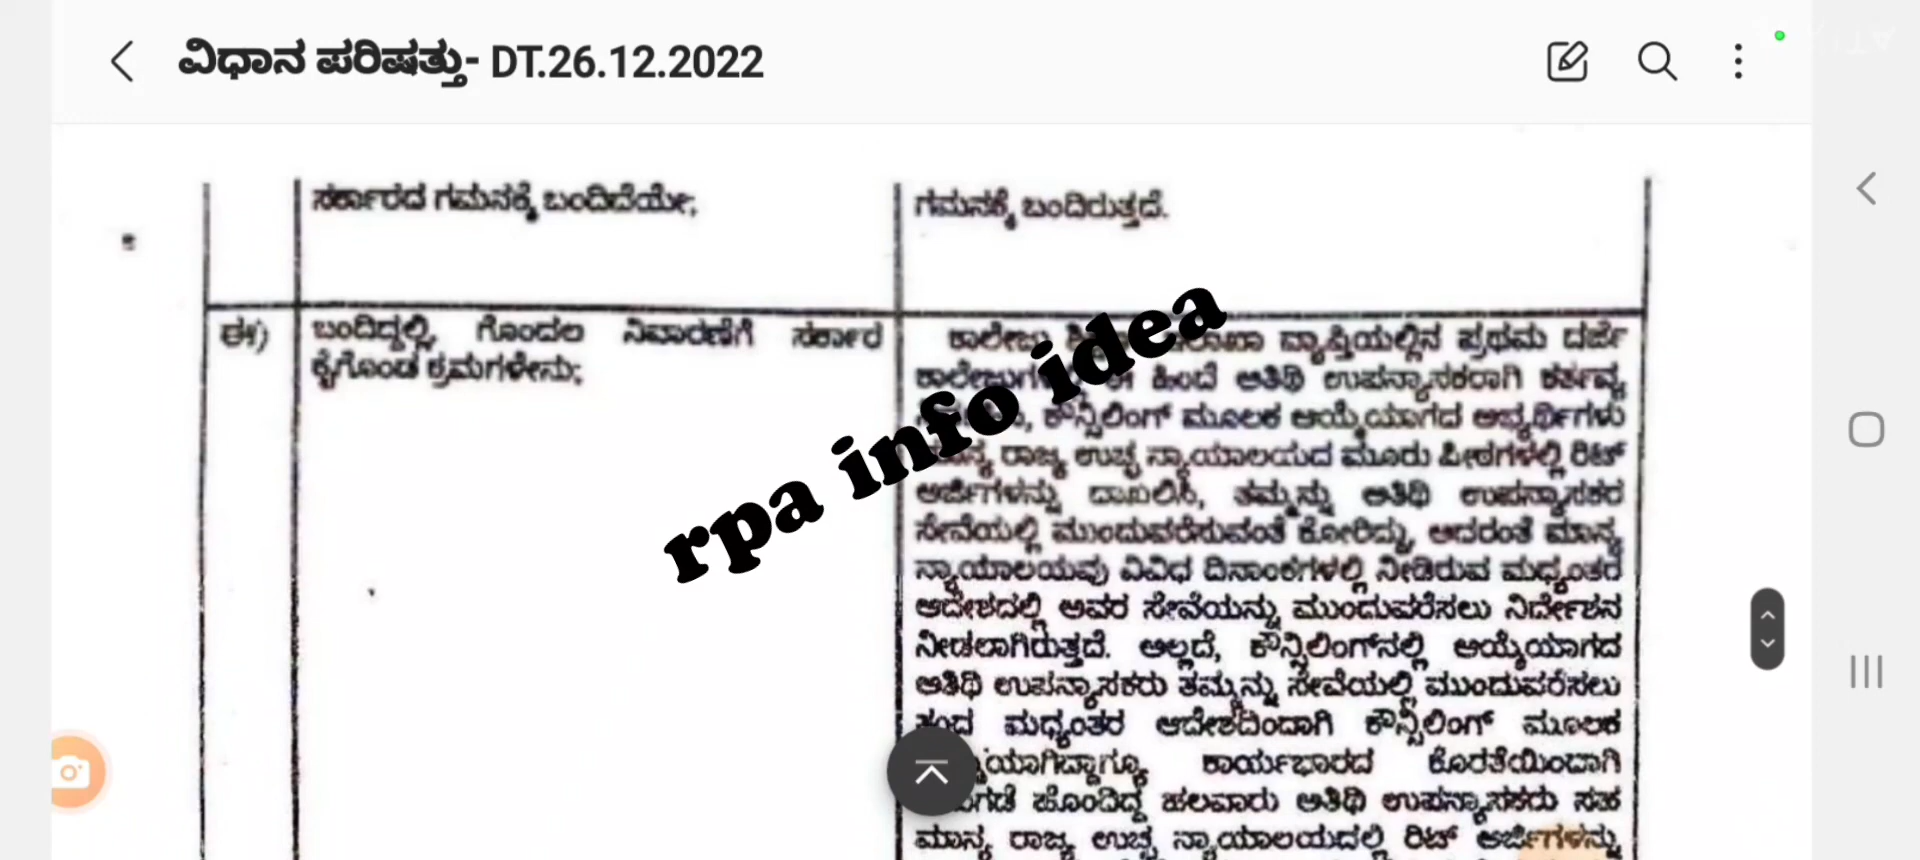 ವಿಧಾನ ಪರಿಷತ್ತು- DT.26.12.2022
ಸರ್ಕಾರದ ಗಮನಕ್ಕೆ ಬಂದಿದೆಯೇ;
ಗಮನಕ್ಕೆ ಬಂದಿರುತ್ತದೆ.
ಈ) ಬಂದಿದ್ದಲ್ಲಿ, ಗೊಂದಲ ನಿವಾರಣೆಗೆ ಸರ್ಕಾರ
ಕೈಗೊಂಡ ಕ್ರಮಗಳೇನು;
ಕಾಲೇಜು ವ್ಯಾಪ್ತಿಯಲ್ಲಿನ ಪ್ರಥಮ ದರ್ಜೆ
ಈ ಹಿಂದೆ ಅತಿಥಿ ಉಪನ್ಯಾಸಕರಾಗಿ ಕರ್ತವ್ಯ
ಕೌನ್ಸಿಲಿಂಗ್ ಮೂಲಕ ಆಯ್ಕೆಯಾಗದ ಅಭ್ಯರ್ಥಿಗಳು
ರಾಜ್ಯ ಉಚ್ಛ ನ್ಯಾಯಾಲಯದ ಮೂರು ಪೀಠಗಳಲ್ಲಿ ರಿಟ್
ಅರ್ಜಿಗಳನ್ನು ದಾಖಲಿಸಿ, ತಮ್ಮನ್ನು ಅತಿಥಿ ಉಪನ್ಯಾಸಕರ
ಸೇವೆಯಲ್ಲಿ ಮುಂದುವರೆಸುವಂತೆ ಕೋರಿದ್ದು, ಅದರಂತೆ ಮಾನ್ಯ
ನ್ಯಾಯಾಲಯವು ವಿವಿಧ ದಿನಾಂಕಗಳಲ್ಲಿ ನೀಡಿರುವ ಮಧ್ಯಂತರ
ಆದೇಶದಲ್ಲಿ ಅವರ ಸೇವೆಯನ್ನು ಮುಂದುವರೆಸಲು ನಿರ್ದೇಶನ
ನೀಡಲಾಗಿರುತ್ತದೆ. ಅಲ್ಲದೆ, ಕೌನ್ಸಿಲಿಂಗ್‌ನಲ್ಲಿ ಆಯ್ಕೆಯಾಗದ
ಅತಿಥಿ ಉಪನ್ಯಾಸಕರು ತಮ್ಮನ್ನು ಸೇವೆಯಲ್ಲಿ ಮುಂದುವರೆಸಲು
ತಂದ ಮಧ್ಯಂತರ ಆದೇಶದಿಂದಾಗಿ ಕೌನ್ಸಿಲಿಂಗ್ ಮೂಲಕ
ಕಾರ್ಯಭಾರದ ಕೊರತೆಯಿಂದಾಗಿ
ಹೊಂದಿದ್ದ ಹಲವಾರು ಅತಿಥಿ ಉಪನ್ಯಾಸಕರು ಸಹ
ಮಾನ್ಯ ರಾಜ್ಯ ಉಚ್ಛ ನ್ಯಾಯಾಲಯದಲ್ಲಿ ರಿಟ್ ಅರ್ಜಿಗಳನ್ನು
rpa info idea